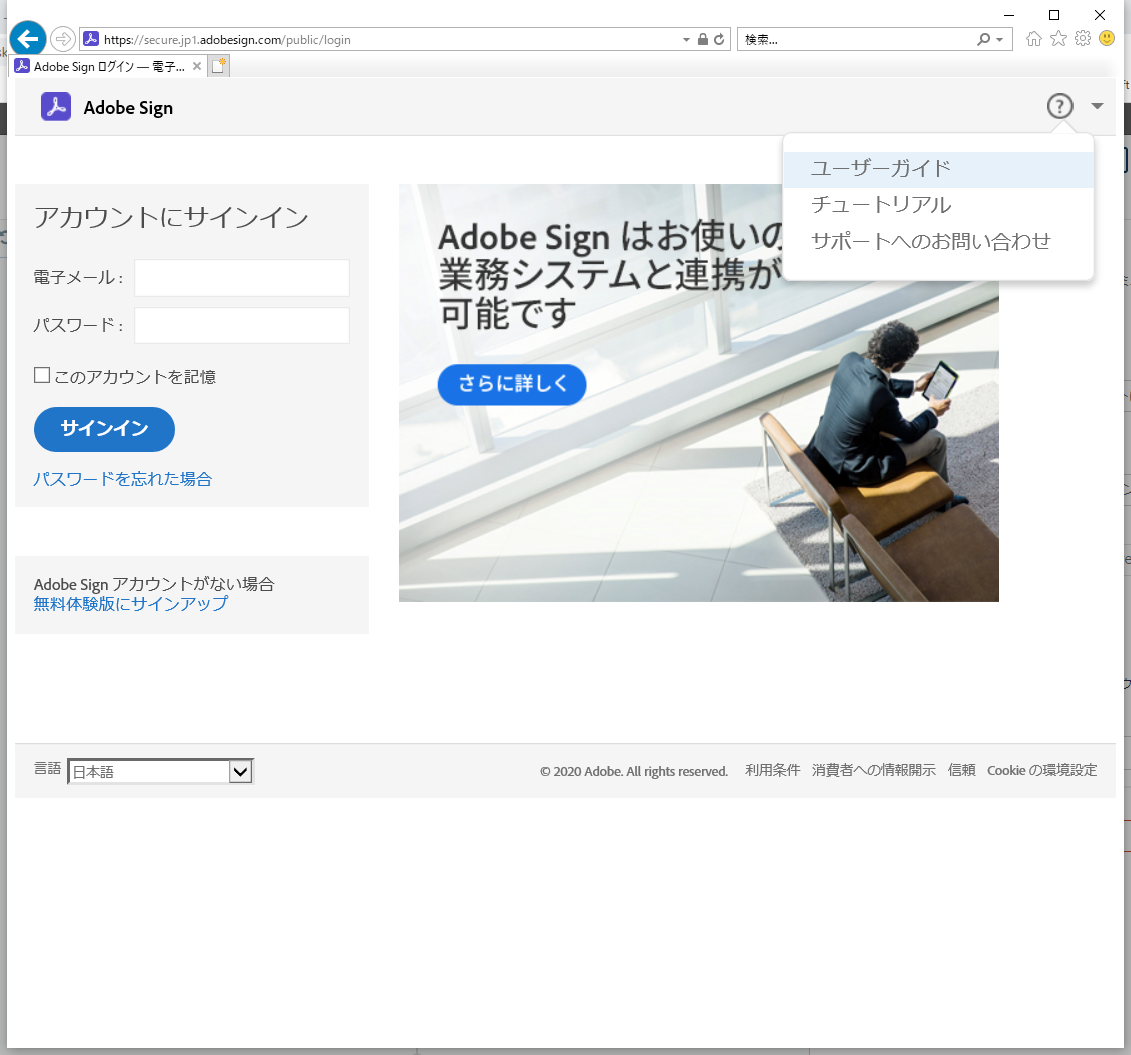 https://secure.jp1.adobesign.com/public/login
検索...
Adobe Sign ログイン — 電子...
Adobe Sign
ユーザーガイド
チュートリアル
サポートへのお問い合わせ
アカウントにサインイン
電子メール :
パスワード :
このアカウントを記憶
サインイン
パスワードを忘れた場合
Adobe Sign はお使いの
業務システムと連携が
可能です
さらに詳しく
Adobe Sign アカウントがない場合
無料体験版にサインアップ
言語 日本語
© 2020 Adobe. All rights reserved. 利用条件 消費者への情報開示 信頼 Cookie の環境設定